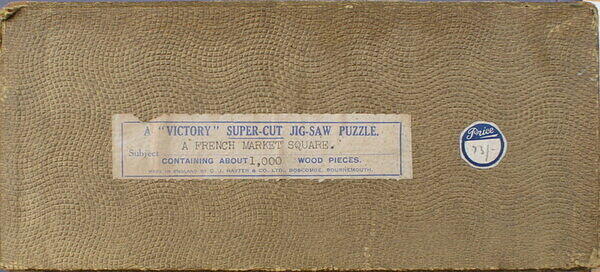 A "VICTORY" SUPER-CUT JIG-SAW PUZZLE.
Subject A FRENCH MARKET SQUARE.
CONTAINING ABOUT 1,000 WOOD PIECES.
MADE IN ENGLAND BY G. J. HAYTER & CO. LTD., BOSCOMBE, BOURNEMOUTH.
Price